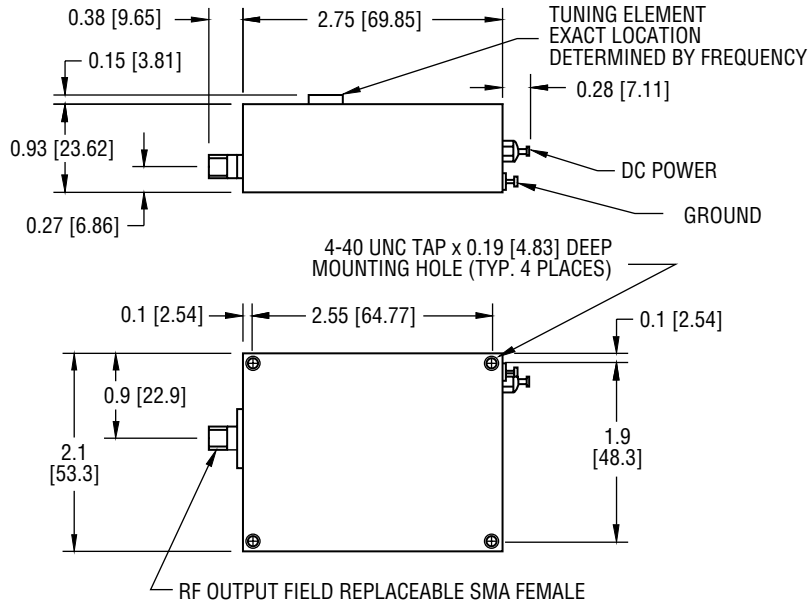 0.38 [9.65]
2.75 [69.85]
TUNING ELEMENT
EXACT LOCATION
DETERMINED BY FREQUENCY
0.15 [3.81]
0.28 [7.11]
0.93 [23.62]
DC POWER
0.27 [6.86]
GROUND
4-40 UNC TAP x 0.19 [4.83] DEEP
MOUNTING HOLE (TYP. 4 PLACES)
0.1 [2.54]
2.55 [64.77]
0.1 [2.54]
0.9 [22.9]
2.1
[53.3]
1.9
[48.3]
RF OUTPUT FIELD REPLACEABLE SMA FEMALE